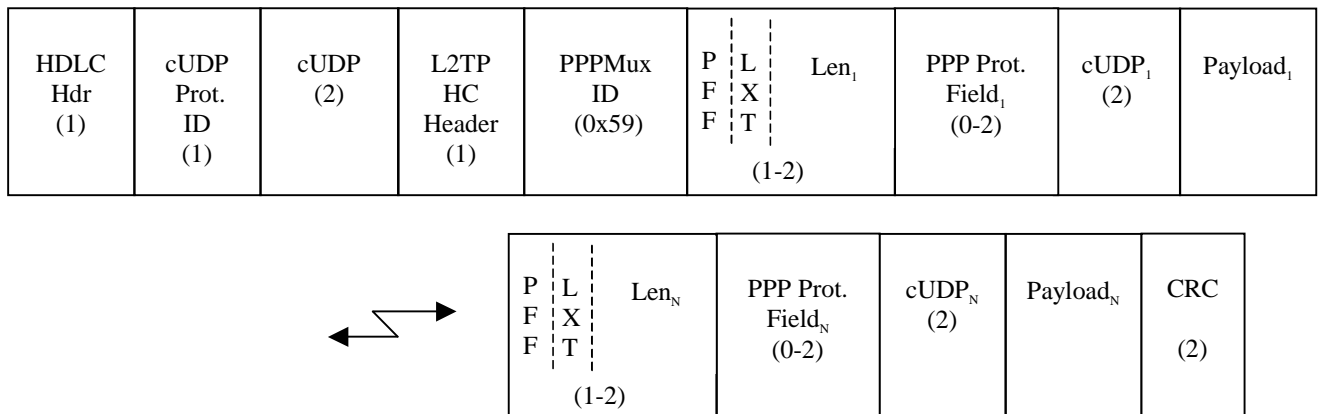 HDLC
Hdr
(1)
cUDP
Prot.
ID
(1)
cUDP
(2)
L2TP
HC
Header
(1)
PPPMux
ID
(0x59)
P
F
F
L
X
T
Len₁
(1-2)
PPP Prot.
Field₁
(0-2)
cUDP₁
(2)
Payload₁
P
F
F
L
X
T
Lenₙ
(1-2)
PPP Prot.
Fieldₙ
(0-2)
cUDPₙ
(2)
Payloadₙ
CRC
(2)